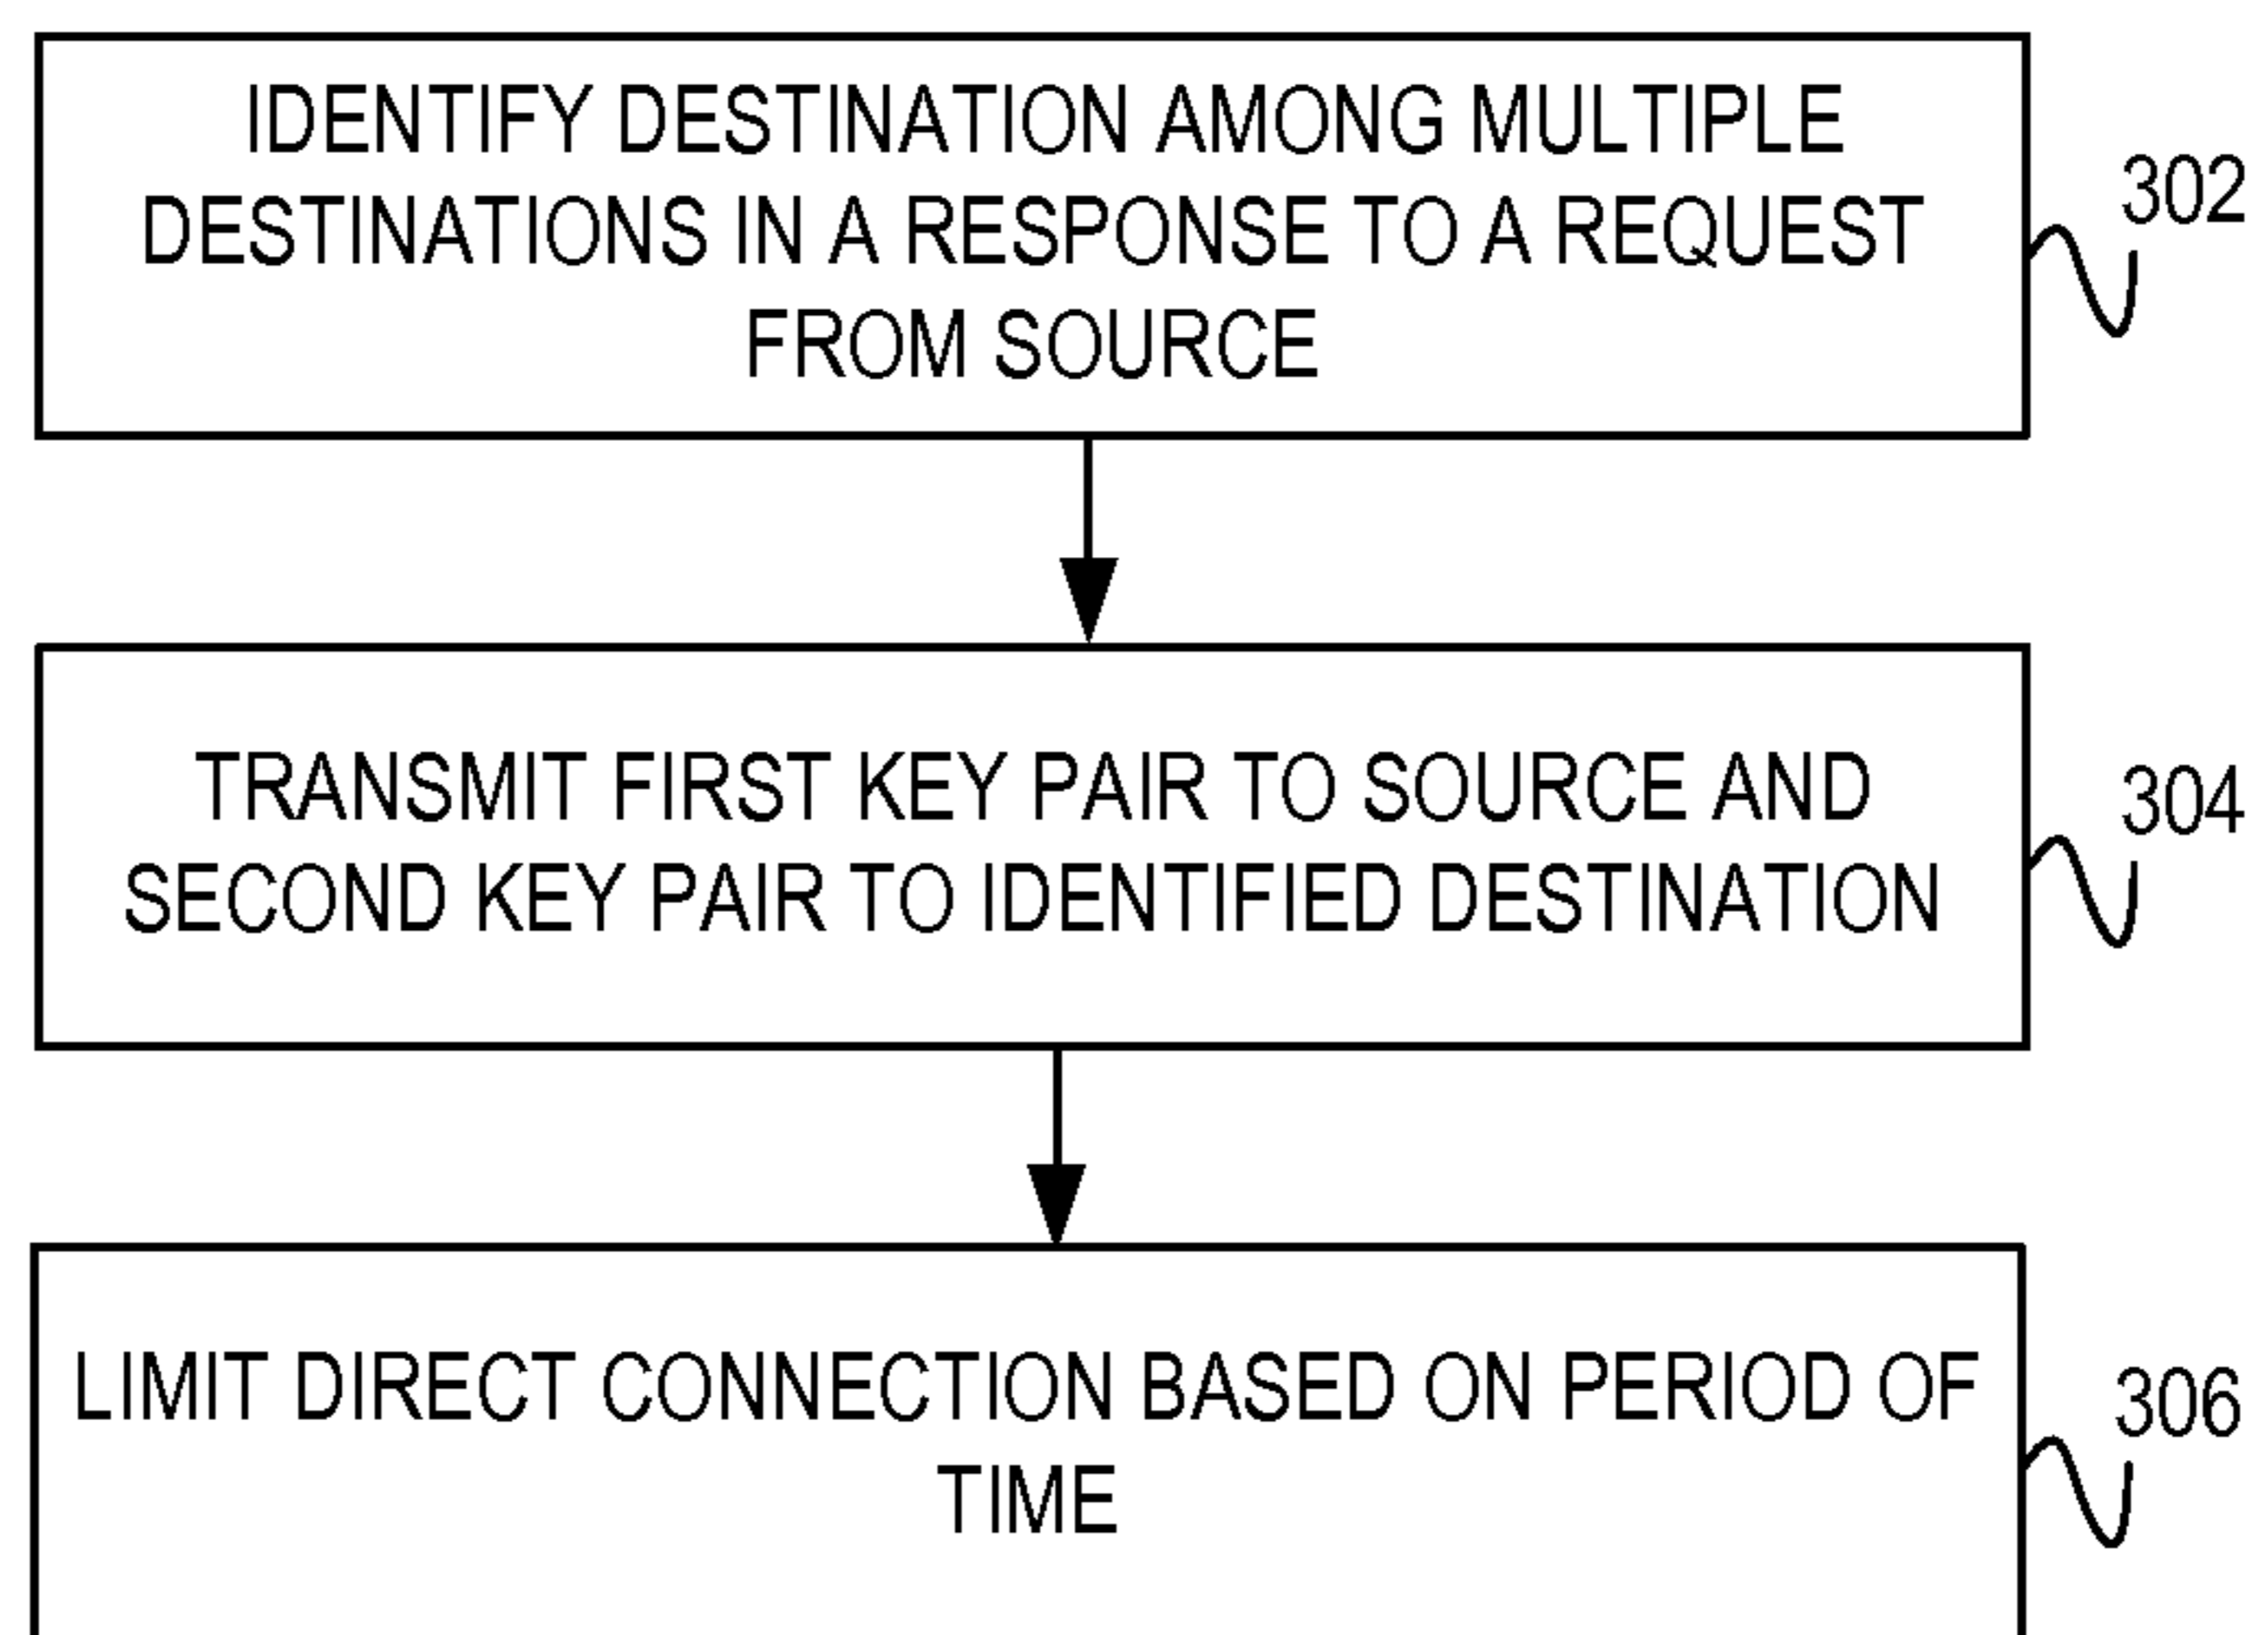 IDENTIFY DESTINATION AMONG MULTIPLE
DESTINATIONS IN A RESPONSE TO A REQUEST
FROM SOURCE
302
TRANSMIT FIRST KEY PAIR TO SOURCE AND
SECOND KEY PAIR TO IDENTIFIED DESTINATION
304
LIMIT DIRECT CONNECTION BASED ON PERIOD OF
TIME
306